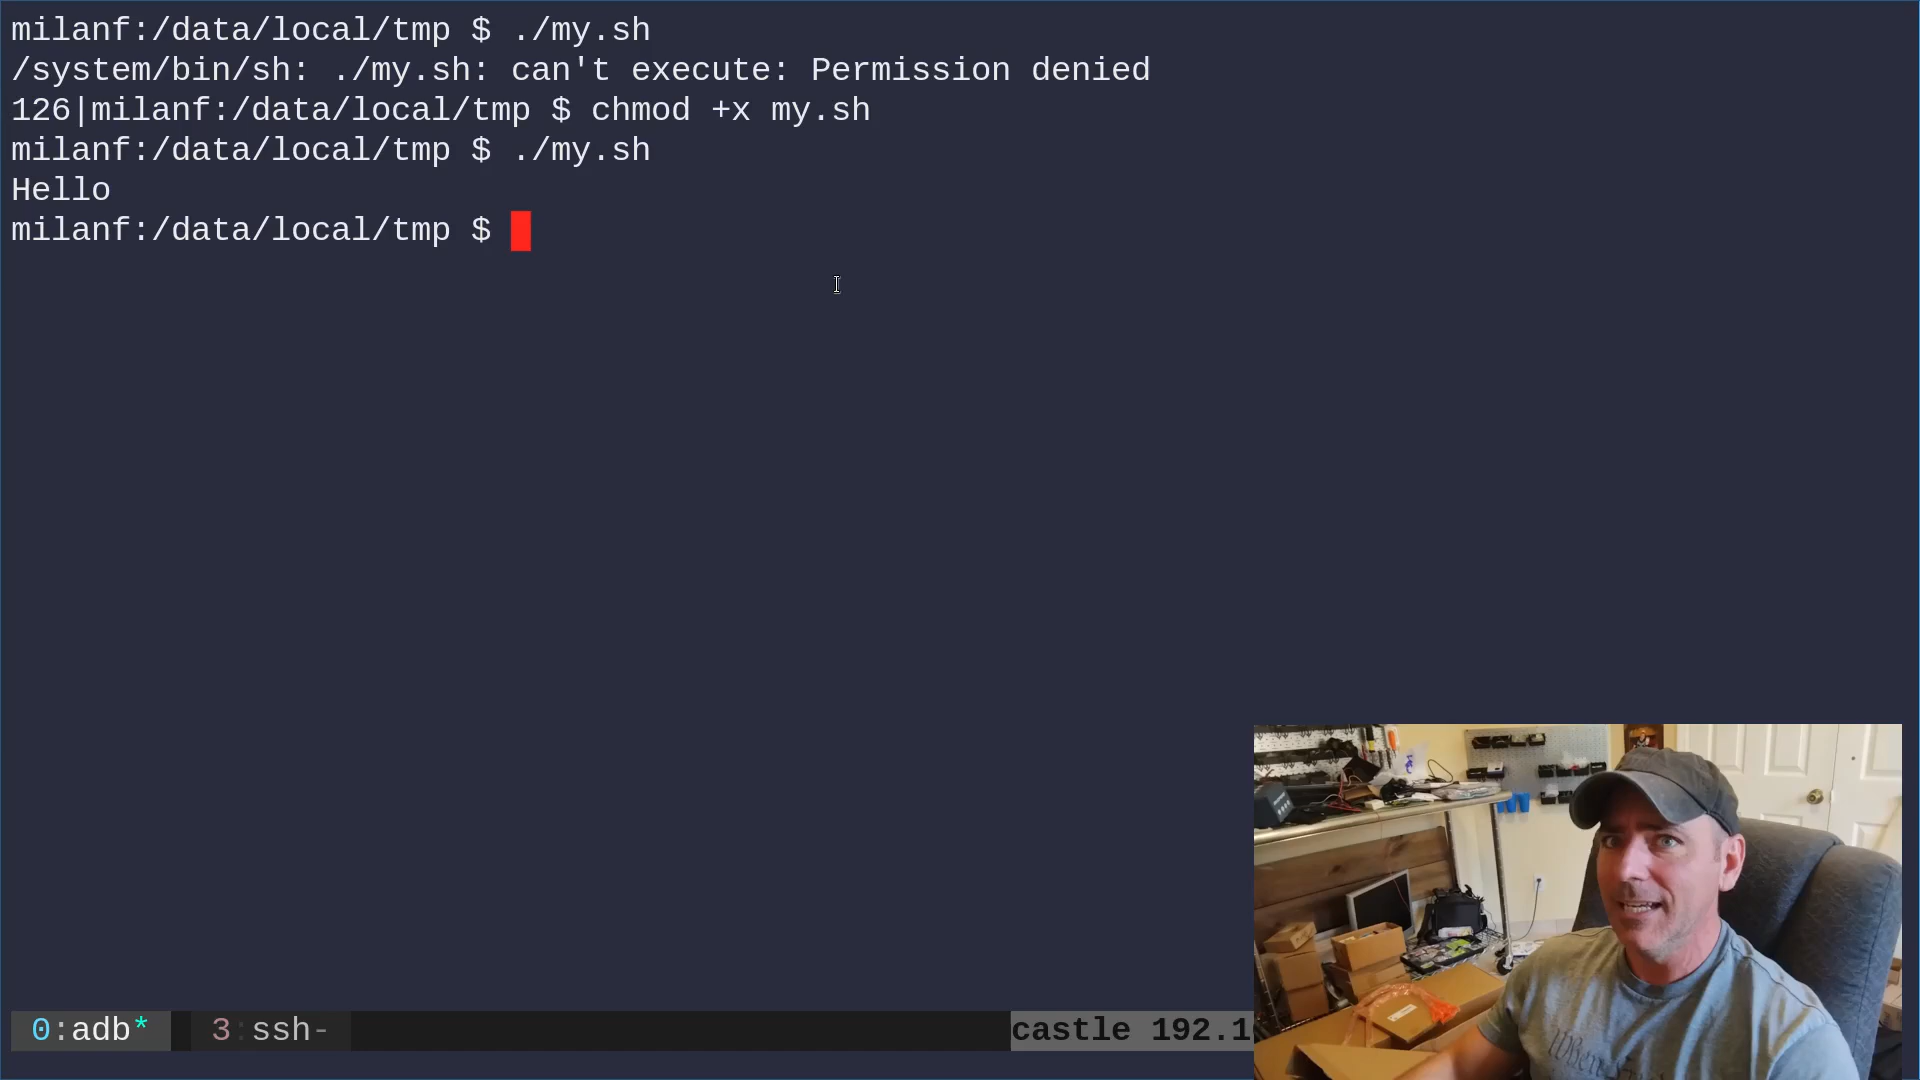 milanf:/data/local/tmp $ ./my.sh
/system/bin/sh: ./my.sh: can't execute: Permission denied
126|milanf:/data/local/tmp $ chmod +x my.sh
milanf:/data/local/tmp $ ./my.sh
Hello
milanf:/data/local/tmp $
0:adb* 3:ssh- castle 192.1